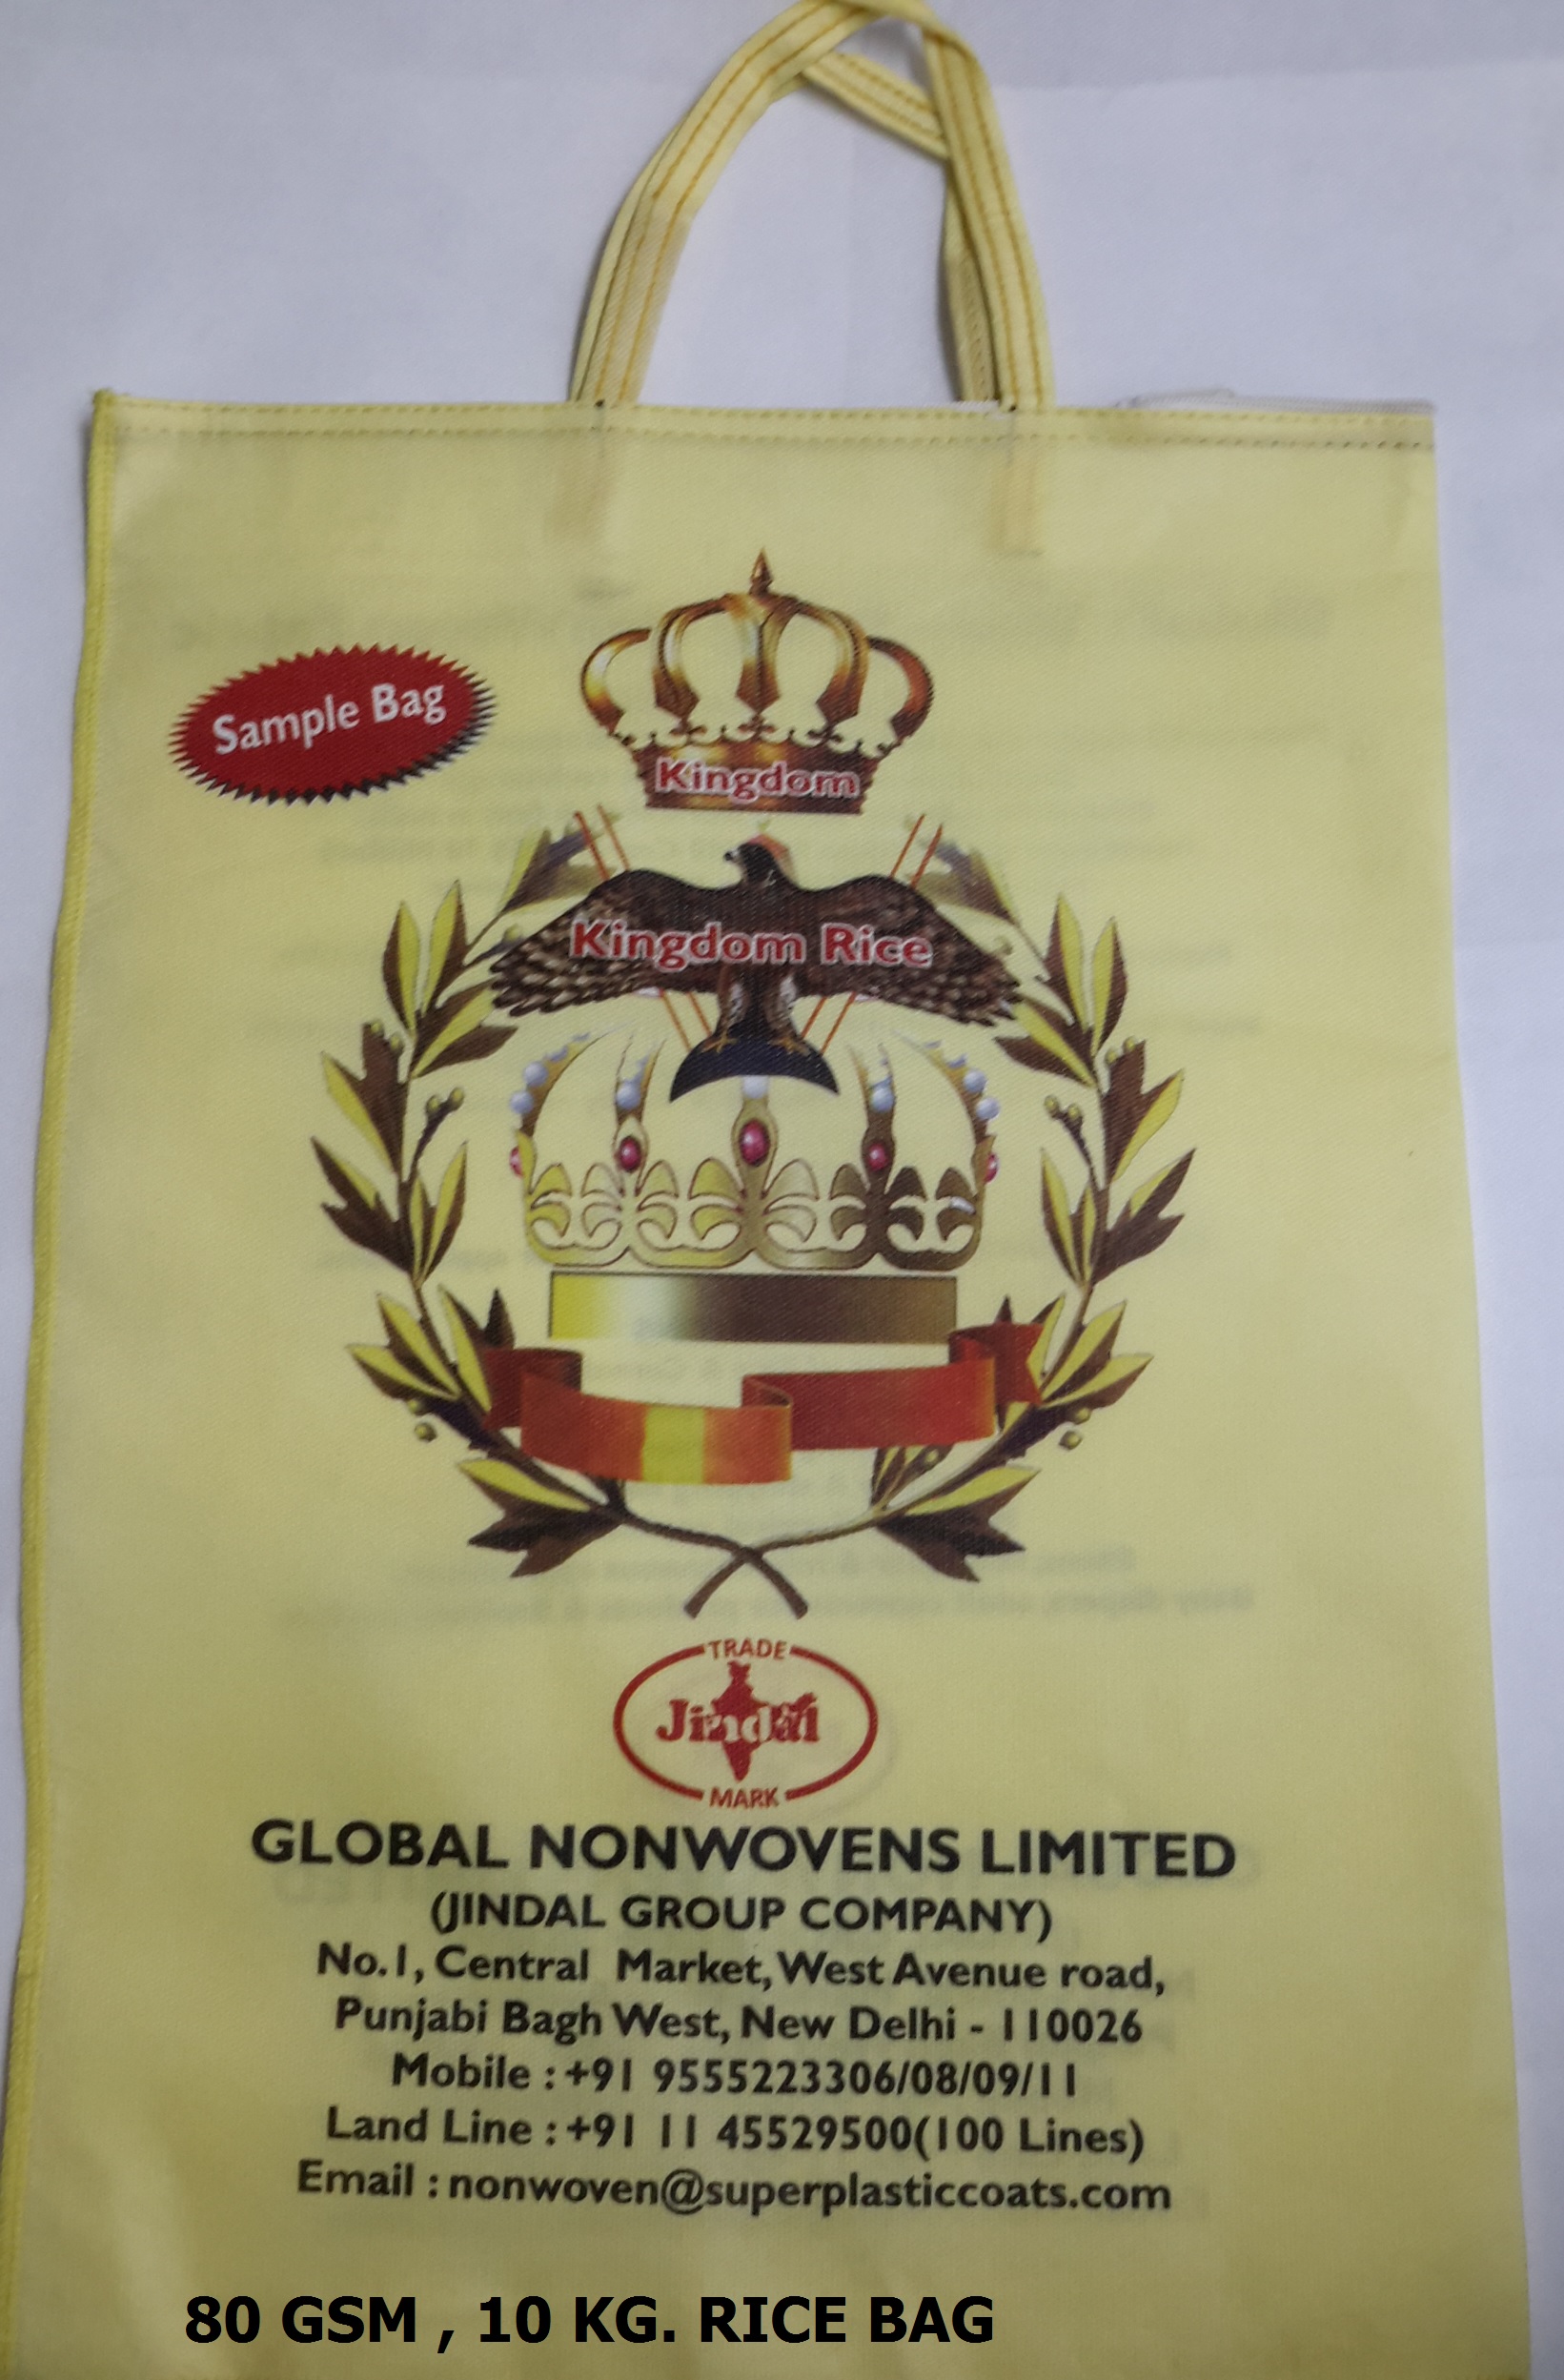 Sample Bag
Kingdom
Kingdom Rice
TRADE
Jindal
MARK
GLOBAL NONWOVENS LIMITED
(JINDAL GROUP COMPANY)
No.1, Central Market, West Avenue road,
Punjabi Bagh West, New Delhi - 110026
Mobile : +91 9555223306/08/09/11
Land Line : +91 11 45529500(100 Lines)
Email : nonwoven@superplasticcoats.com
80 GSM , 10 KG. RICE BAG